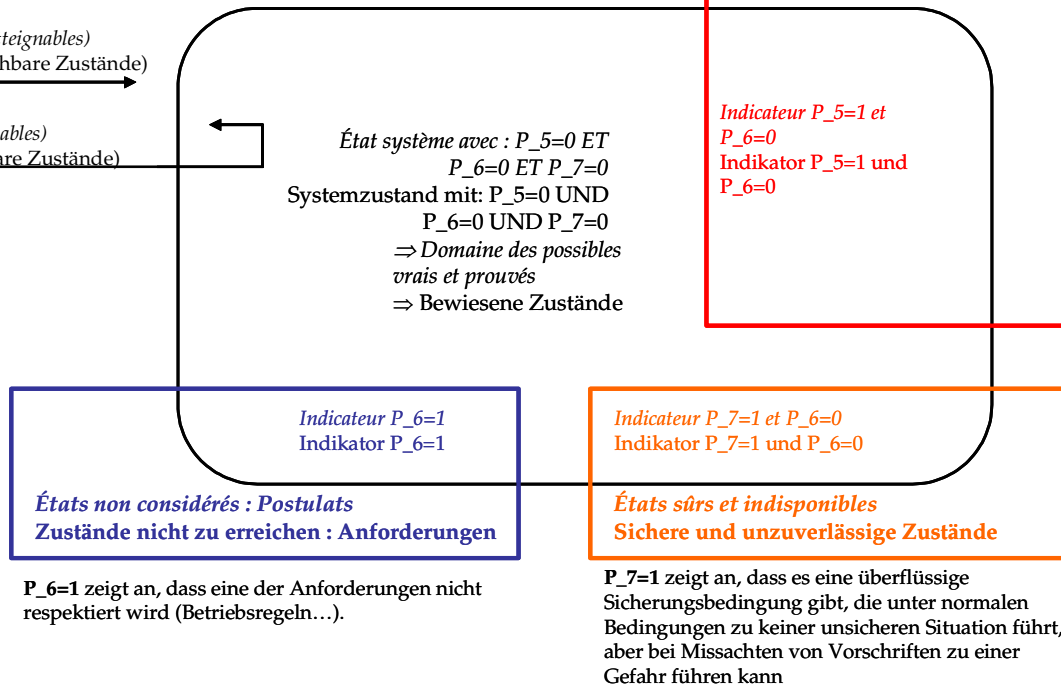 teignables)
hbare Zustände)
ables)
are Zustände)
État système avec : P_5=0 ET
P_6=0 ET P_7=0
Systemzustand mit: P_5=0 UND
P_6=0 UND P_7=0
⇒ Domaine des possibles
vrais et prouvés
⇒ Bewiesene Zustände
Indicateur P_5=1 et
P_6=0
Indikator P_5=1 und
P_6=0
Indicateur P_6=1
Indikator P_6=1
États non considérés : Postulats
Zustände nicht zu erreichen : Anforderungen
Indicateur P_7=1 et P_6=0
Indikator P_7=1 und P_6=0
États sûrs et indisponibles
Sichere und unzuverlässige Zustände
P_6=1 zeigt an, dass eine der Anforderungen nicht
respektiert wird (Betriebsregeln…).
P_7=1 zeigt an, dass es eine überflüssige
Sicherungsbedingung gibt, die unter normalen
Bedingungen zu keiner unsicheren Situation führt,
aber bei Missachten von Vorschriften zu einer
Gefahr führen kann